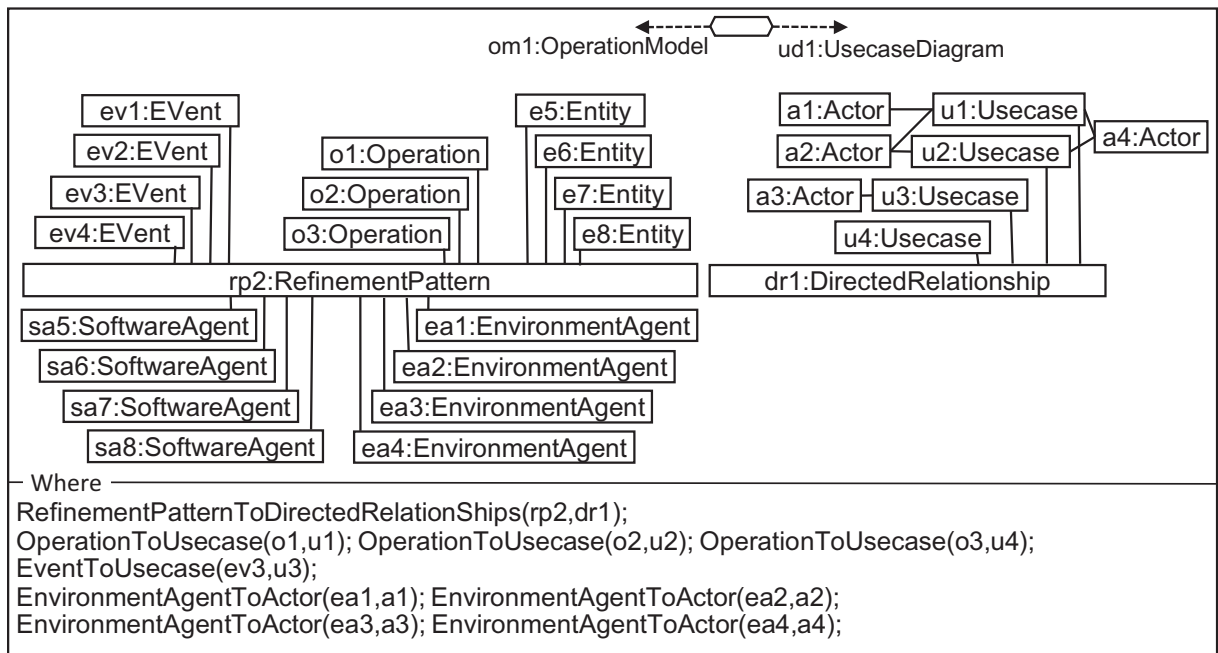 om1:OperationModel
ud1:UsecaseDiagram
ev1:EVent
ev2:EVent
ev3:EVent
ev4:EVent
o1:Operation
o2:Operation
o3:Operation
e5:Entity
e6:Entity
e7:Entity
e8:Entity
rp2:RefinementPattern
sa5:SoftwareAgent
sa6:SoftwareAgent
sa7:SoftwareAgent
sa8:SoftwareAgent
ea1:EnvironmentAgent
ea2:EnvironmentAgent
ea3:EnvironmentAgent
ea4:EnvironmentAgent
a1:Actor
a2:Actor
a3:Actor
u1:Usecase
u2:Usecase
u3:Usecase
u4:Usecase
a4:Actor
dr1:DirectedRelationship
Where
RefinementPatternToDirectedRelationShips(rp2,dr1);
OperationToUsecase(o1,u1); OperationToUsecase(o2,u2); OperationToUsecase(o3,u4);
EventToUsecase(ev3,u3);
EnvironmentAgentToActor(ea1,a1); EnvironmentAgentToActor(ea2,a2);
EnvironmentAgentToActor(ea3,a3); EnvironmentAgentToActor(ea4,a4);